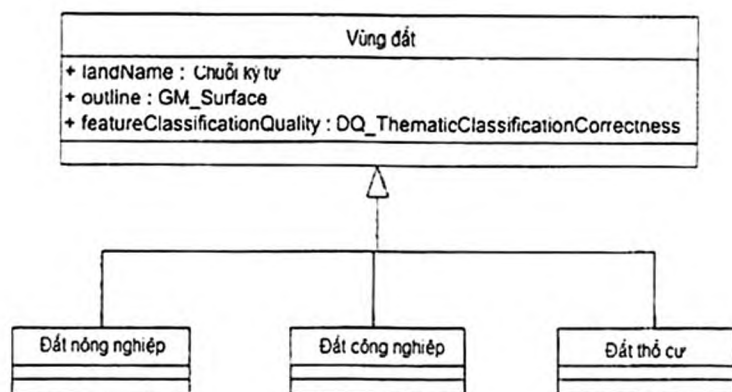 Vùng đất
+ landName : Chuỗi ký tự
+ outline : GM_Surface
+ featureClassificationQuality : DQ_ThematicClassificationCorrectness
Đất nông nghiệp
Đất công nghiệp
Đất thổ cư